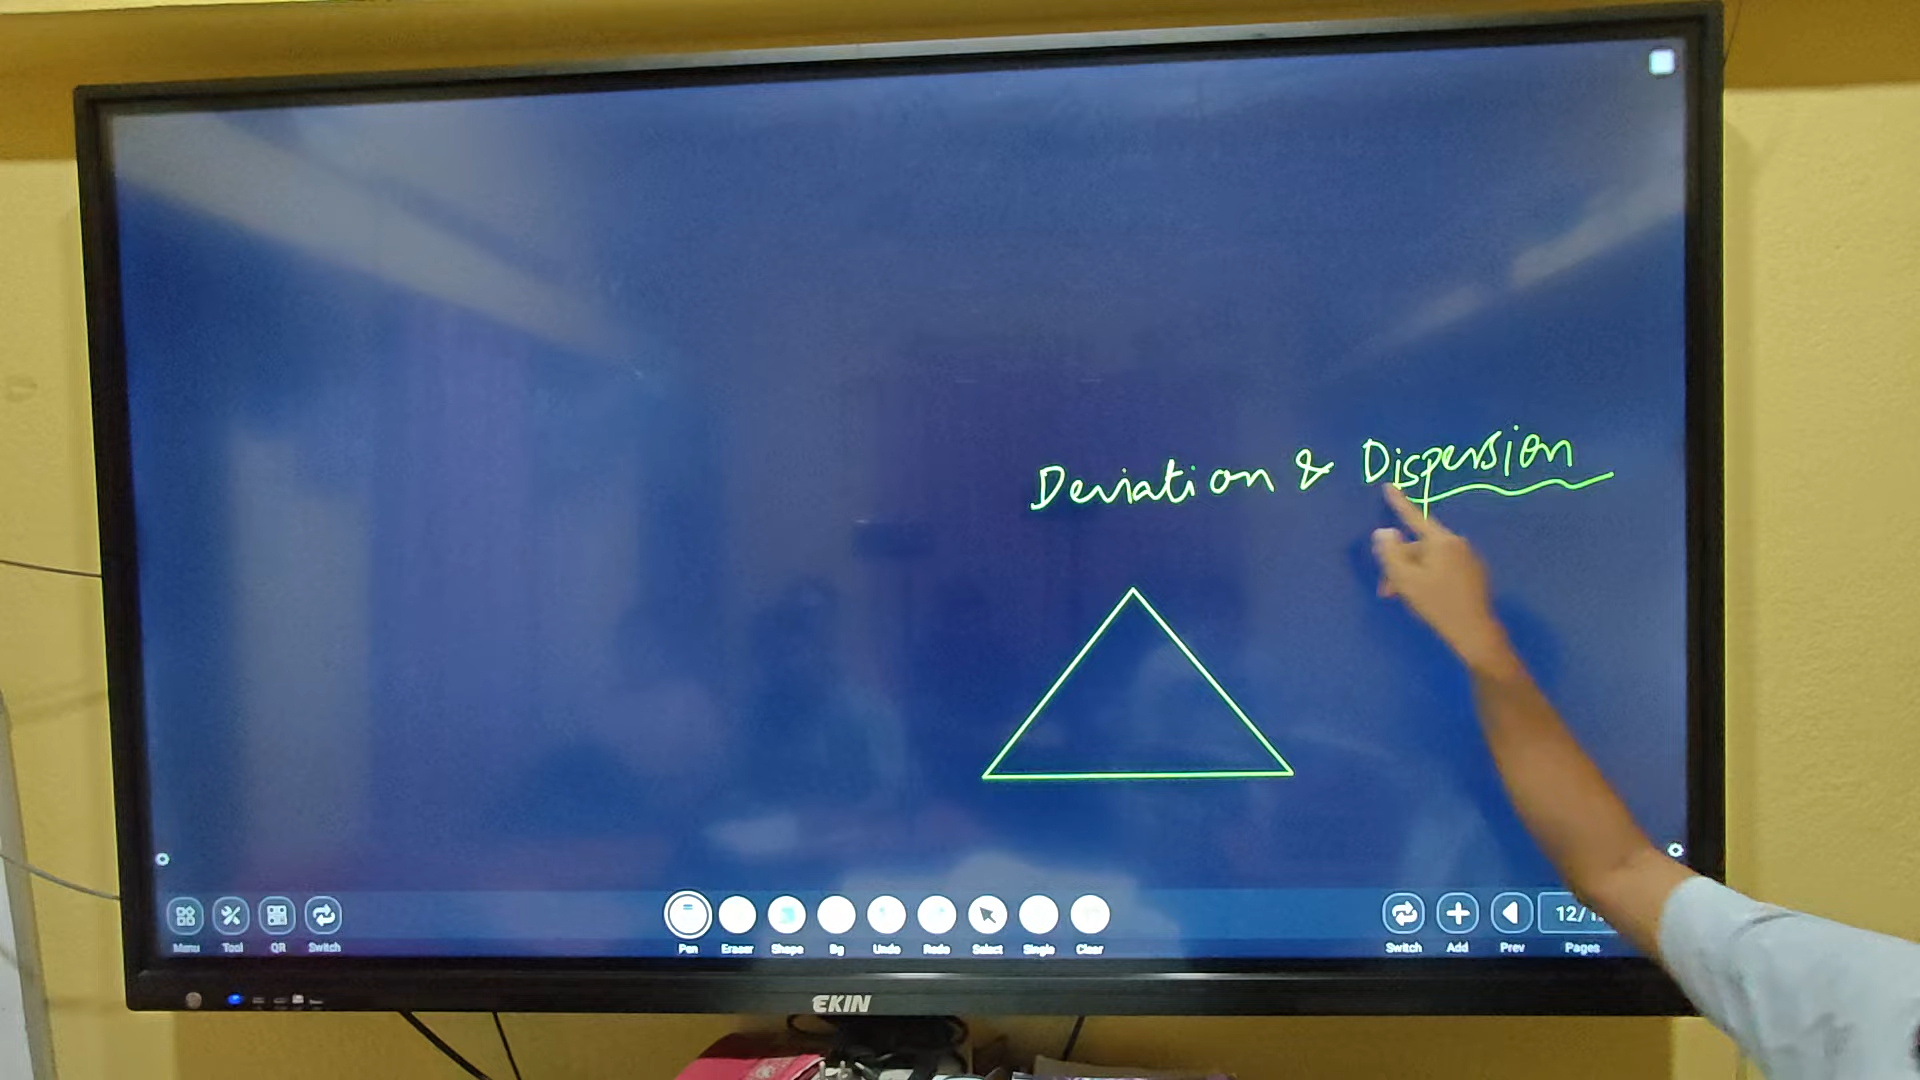 Deviation & Dispersion
Menu Tool QR Switch Pen Eraser Shape Bg Undo Redo Select Single Clear Switch Add Prev Pages
EKIN